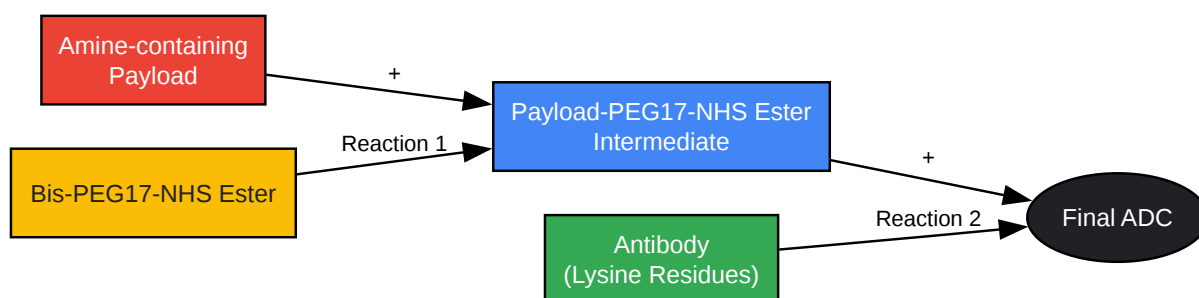 Amine-containing
Payload
+
Reaction 1
Bis-PEG17-NHS Ester
Payload-PEG17-NHS Ester
Intermediate
+
Reaction 2
Antibody
(Lysine Residues)
Final ADC